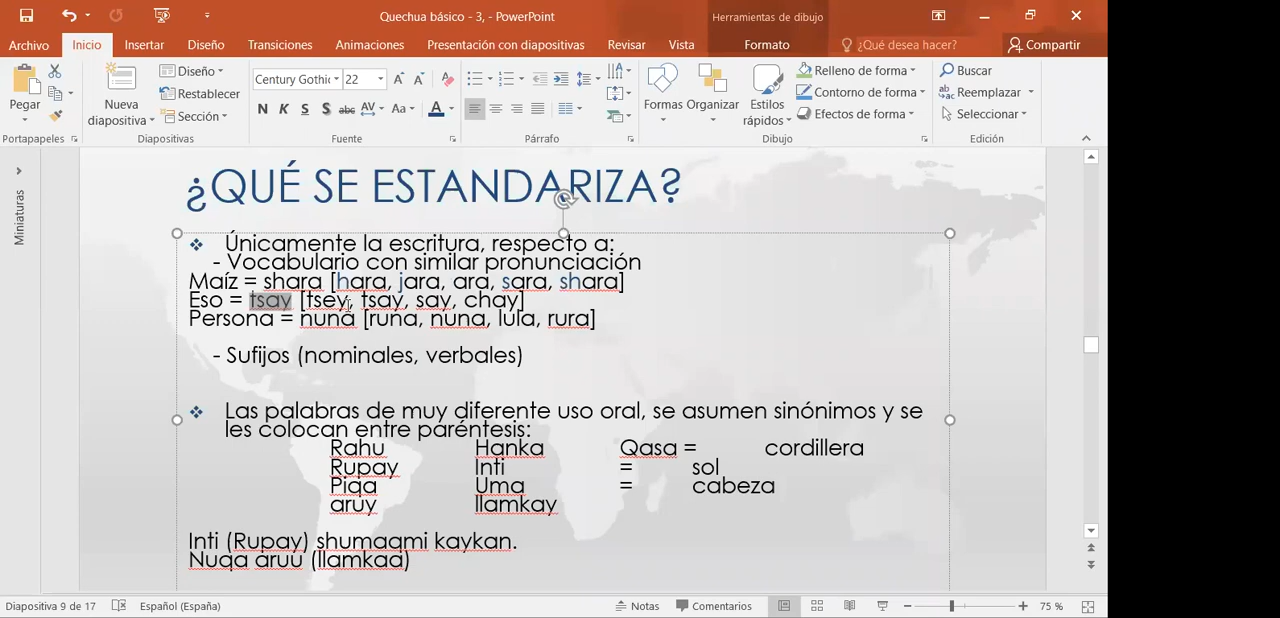 Quechua básico - 3, - PowerPoint
Herramientas de dibujo
Archivo Inicio Insertar Diseño Transiciones Animaciones Presentación con diapositivas Revisar Vista Formato ¿Qué desea hacer? Compartir
Pegar
Nueva diapositiva
Diseño
Restablecer
Sección
Century Gothic 22
N K S S abc AV Aa A
Formas Organizar Estilos rápidos
Relleno de forma
Contorno de forma
Efectos de forma
Buscar
Reemplazar
Seleccionar
Portapapeles Diapositivas Fuente Párrafo Dibujo Edición
Miniaturas
¿QUÉ SE ESTANDARIZA?
Únicamente la escritura, respecto a:
- Vocabulario con similar pronunciación
Maíz = shara [hara, jara, ara, sara, shara]
Eso = tsay [tsey, tsay, say, chay]
Persona = nuna [runa, nuna, lula, rura]
- Sufijos (nominales, verbales)
Las palabras de muy diferente uso oral, se asumen sinónimos y se
les colocan entre paréntesis:
Rahu Hanka Qasa = cordillera
Rupay Inti = sol
Piqa Uma = cabeza
aruy llamkay
Inti (Rupay) shumaqmi kaykan.
Nuqa aruu (llamkaa)
Diapositiva 9 de 17 Español (España) Notas Comentarios 75 %